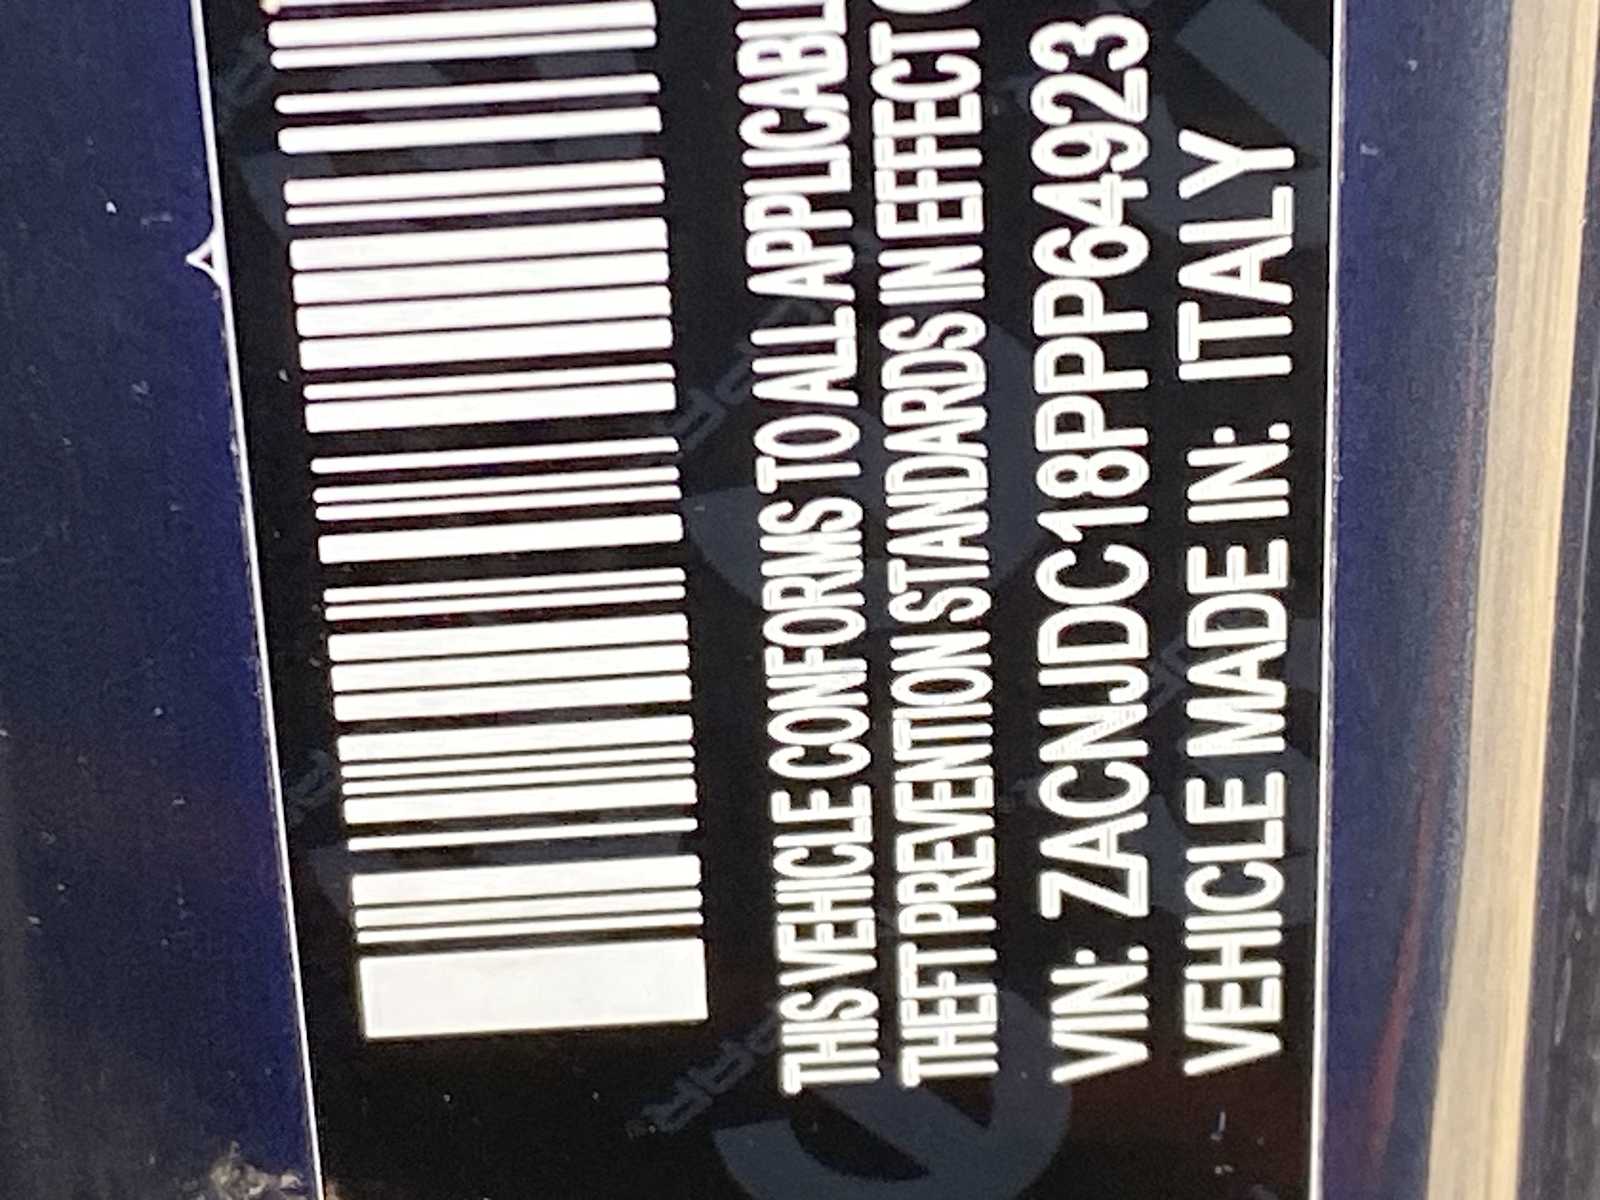 THIS VEHICLE CONFORMS TO ALL APPLICABL
THEFT PREVENTION STANDARDS IN EFFECT
VIN: ZACNJDC18PPP64923
VEHICLE MADE IN: ITALY